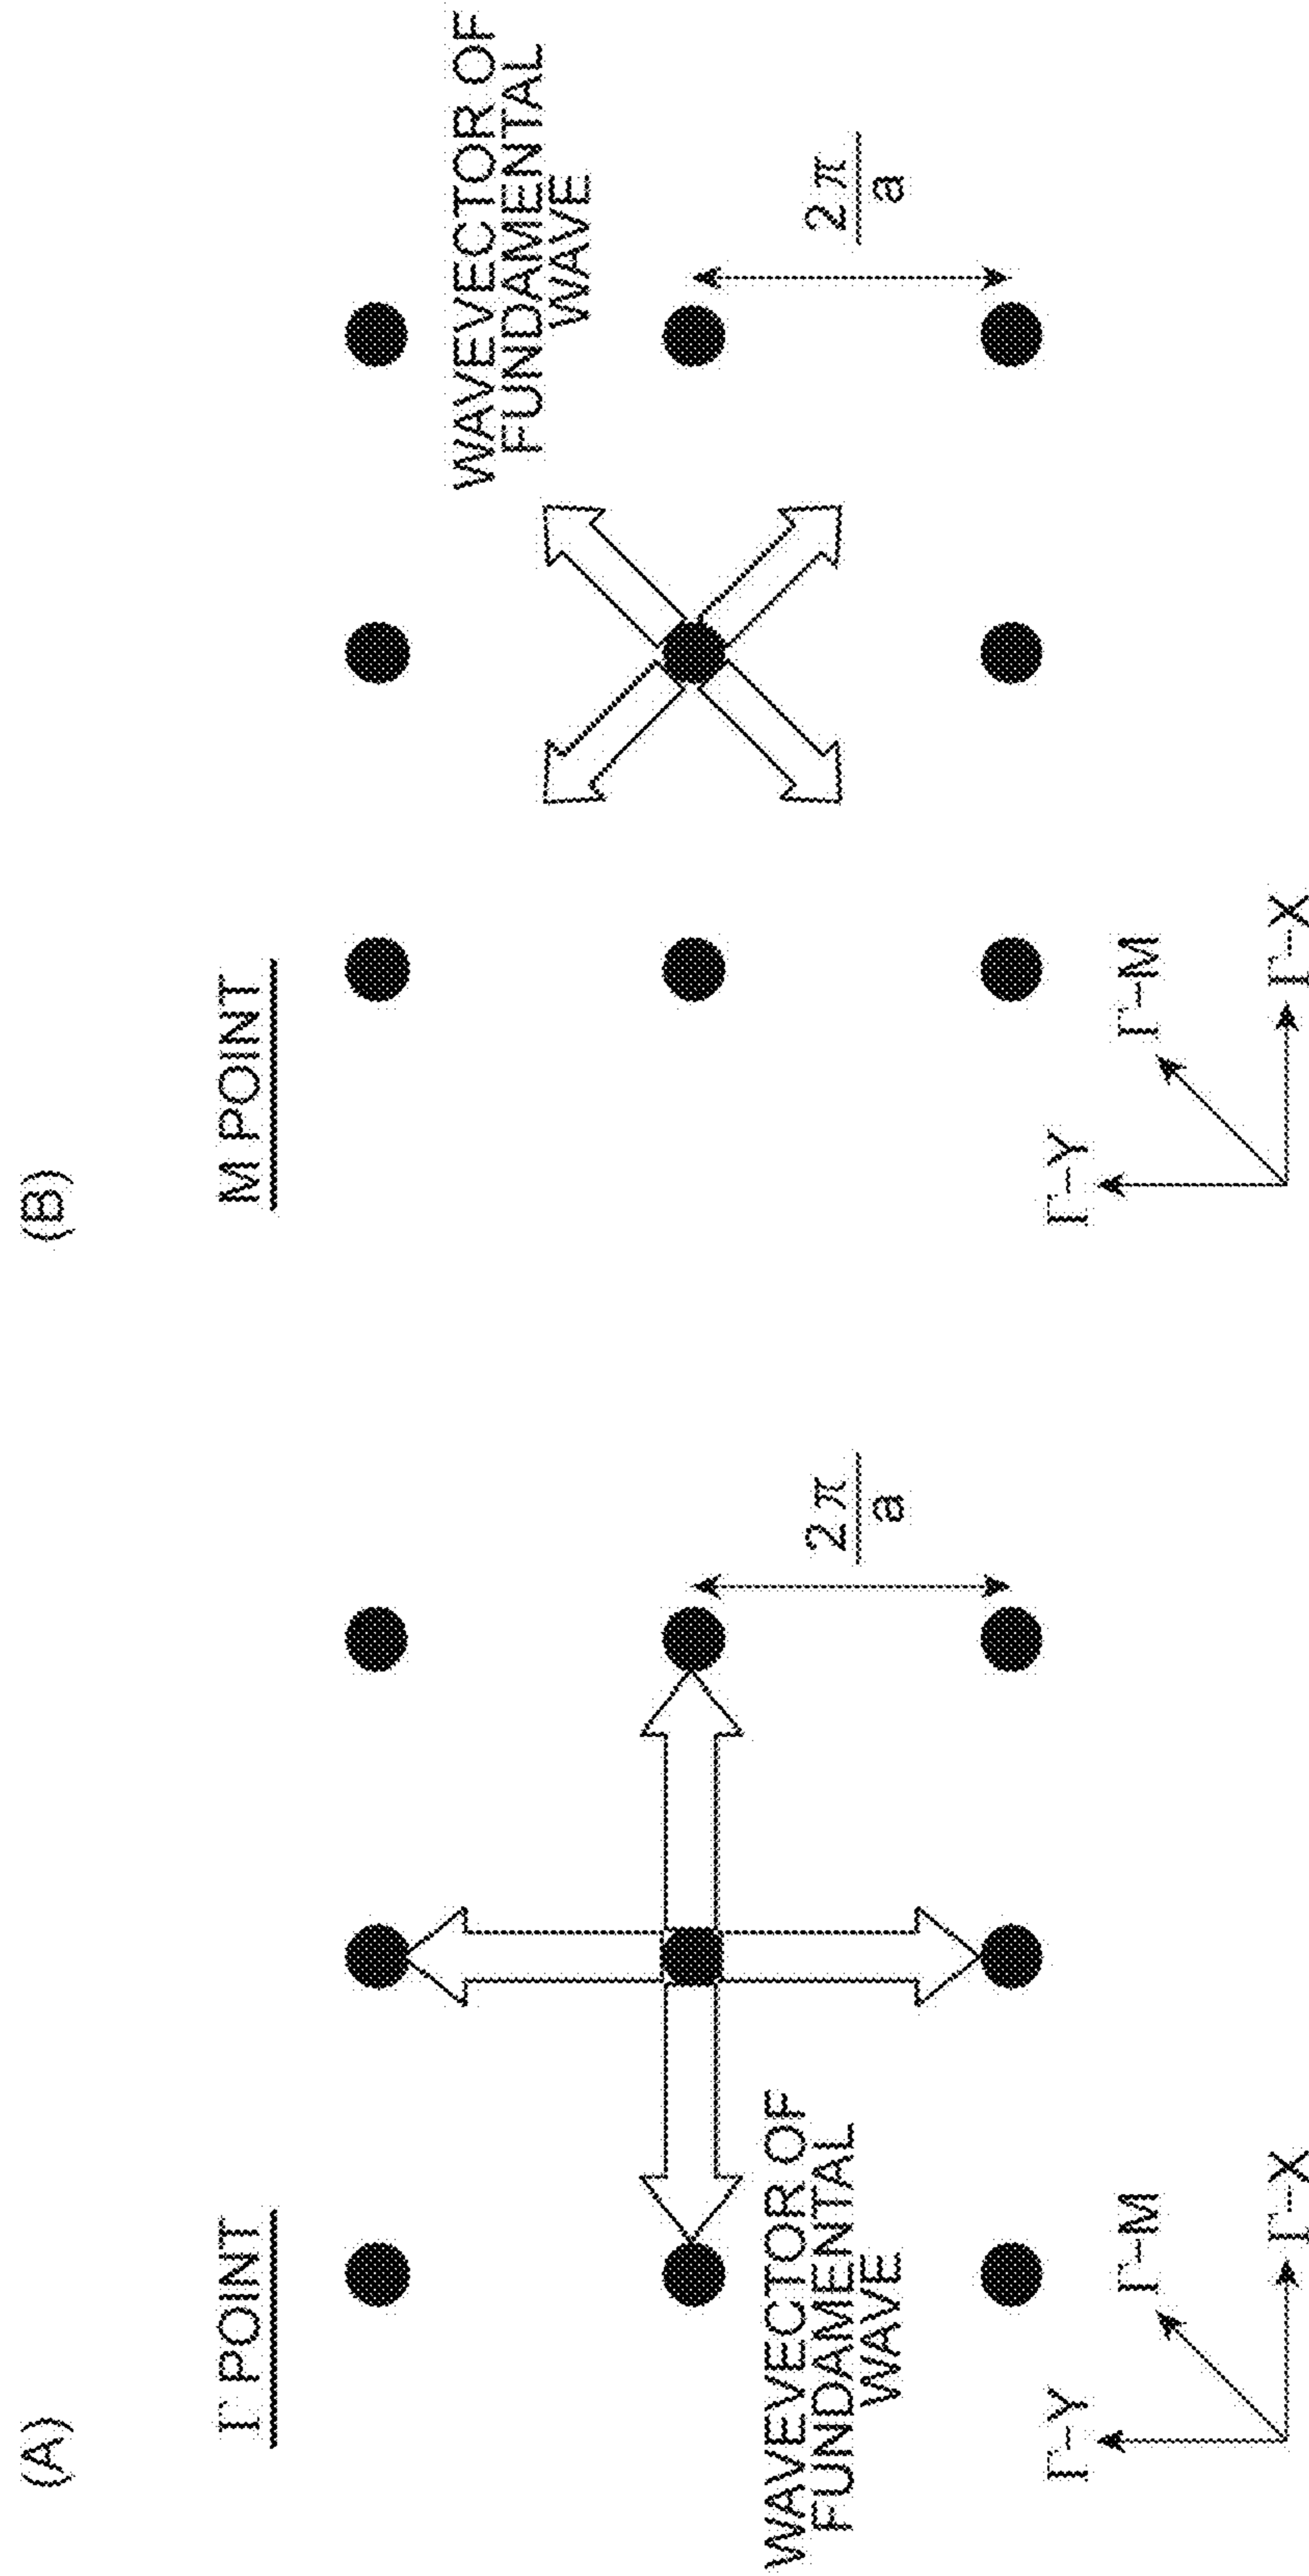 (A)
Γ POINT
WAVEVECTOR OF
FUNDAMENTAL
WAVE
2π
a
Γ-Y
Γ-M
Γ-X
(B)
M POINT
WAVEVECTOR OF
FUNDAMENTAL
WAVE
2π
a
Γ-Y
Γ-M
Γ-X